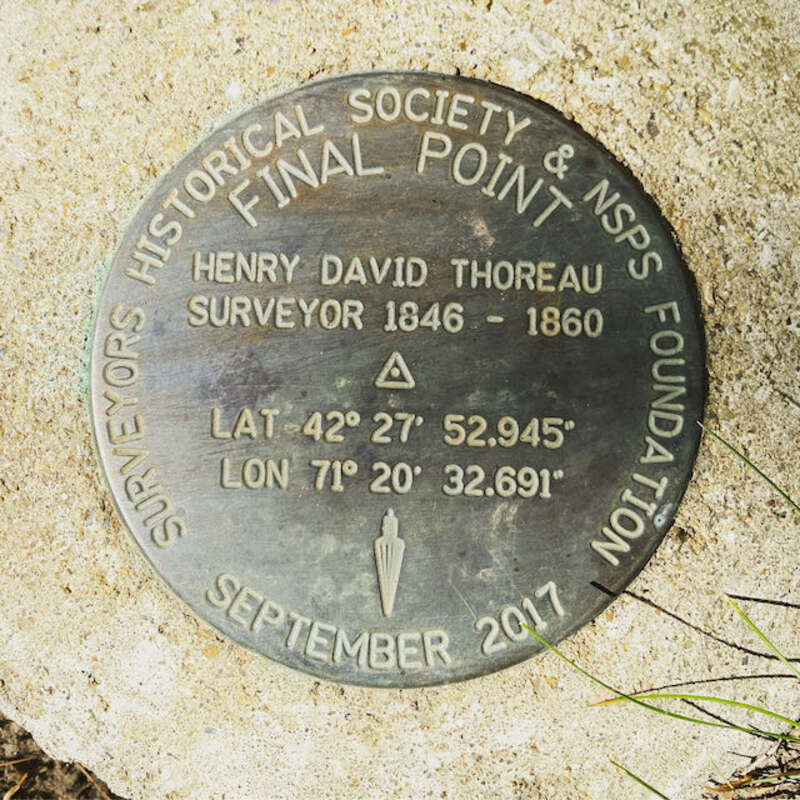 SURVEYORS HISTORICAL SOCIETY & NSPS FOUNDATION
FINAL POINT
HENRY DAVID THOREAU
SURVEYOR 1846 - 1860
LAT 42° 27' 52.945"
LON 71° 20' 32.691"
SEPTEMBER 2017